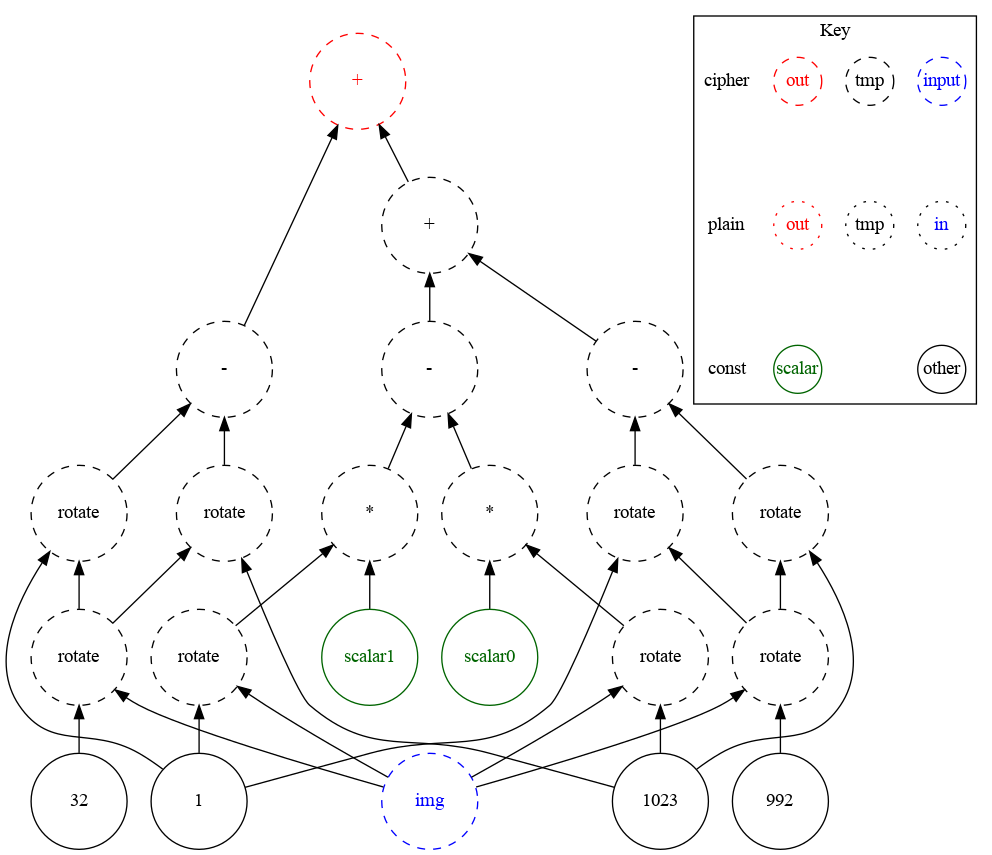 Key
+
cipher out tmp input
+
plain out tmp in
- - -
const scalar other
rotate rotate * * rotate rotate
rotate rotate scalar1 scalar0 rotate rotate
32 1 img 1023 992